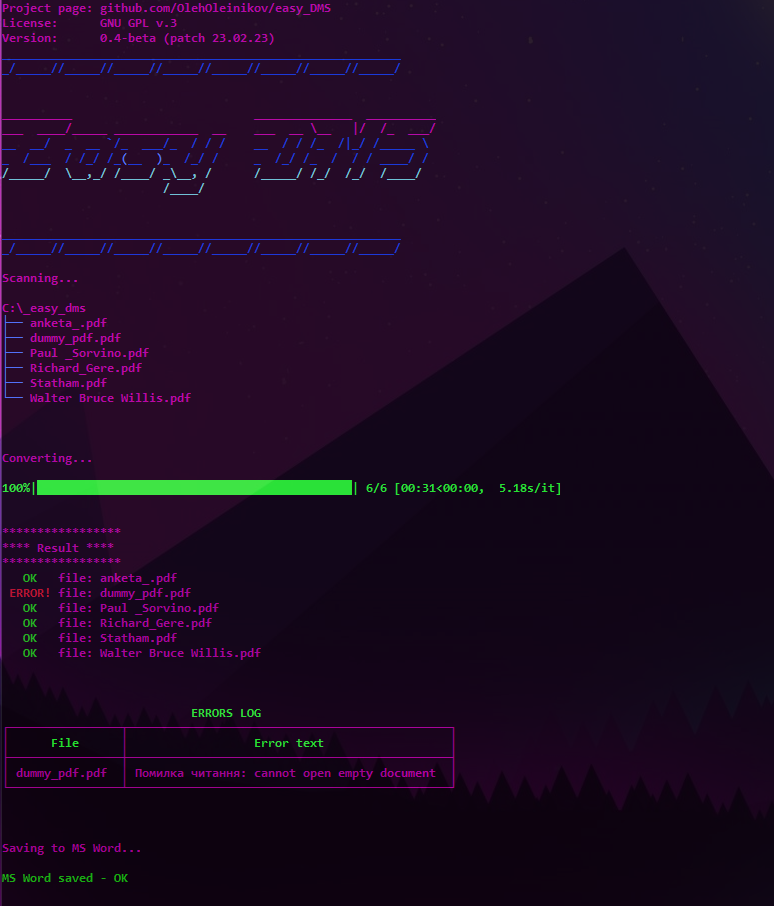 Project page: github.com/OlehOleinikov/easy_DMS
License: GNU GPL v.3
Version: 0.4-beta (patch 23.02.23)
easy DMS
Scanning...
C:\_easy_dms
├── anketa_.pdf
├── dummy_pdf.pdf
├── Paul _Sorvino.pdf
├── Richard_Gere.pdf
├── Statham.pdf
└── Walter Bruce Willis.pdf
Converting...
100%| | 6/6 [00:31<00:00, 5.18s/it]
*****************
**** Result ****
*****************
OK file: anketa_.pdf
ERROR! file: dummy_pdf.pdf
OK file: Paul _Sorvino.pdf
OK file: Richard_Gere.pdf
OK file: Statham.pdf
OK file: Walter Bruce Willis.pdf
ERRORS LOG
File Error text
dummy_pdf.pdf Помилка читання: cannot open empty document
Saving to MS Word...
MS Word saved - OK